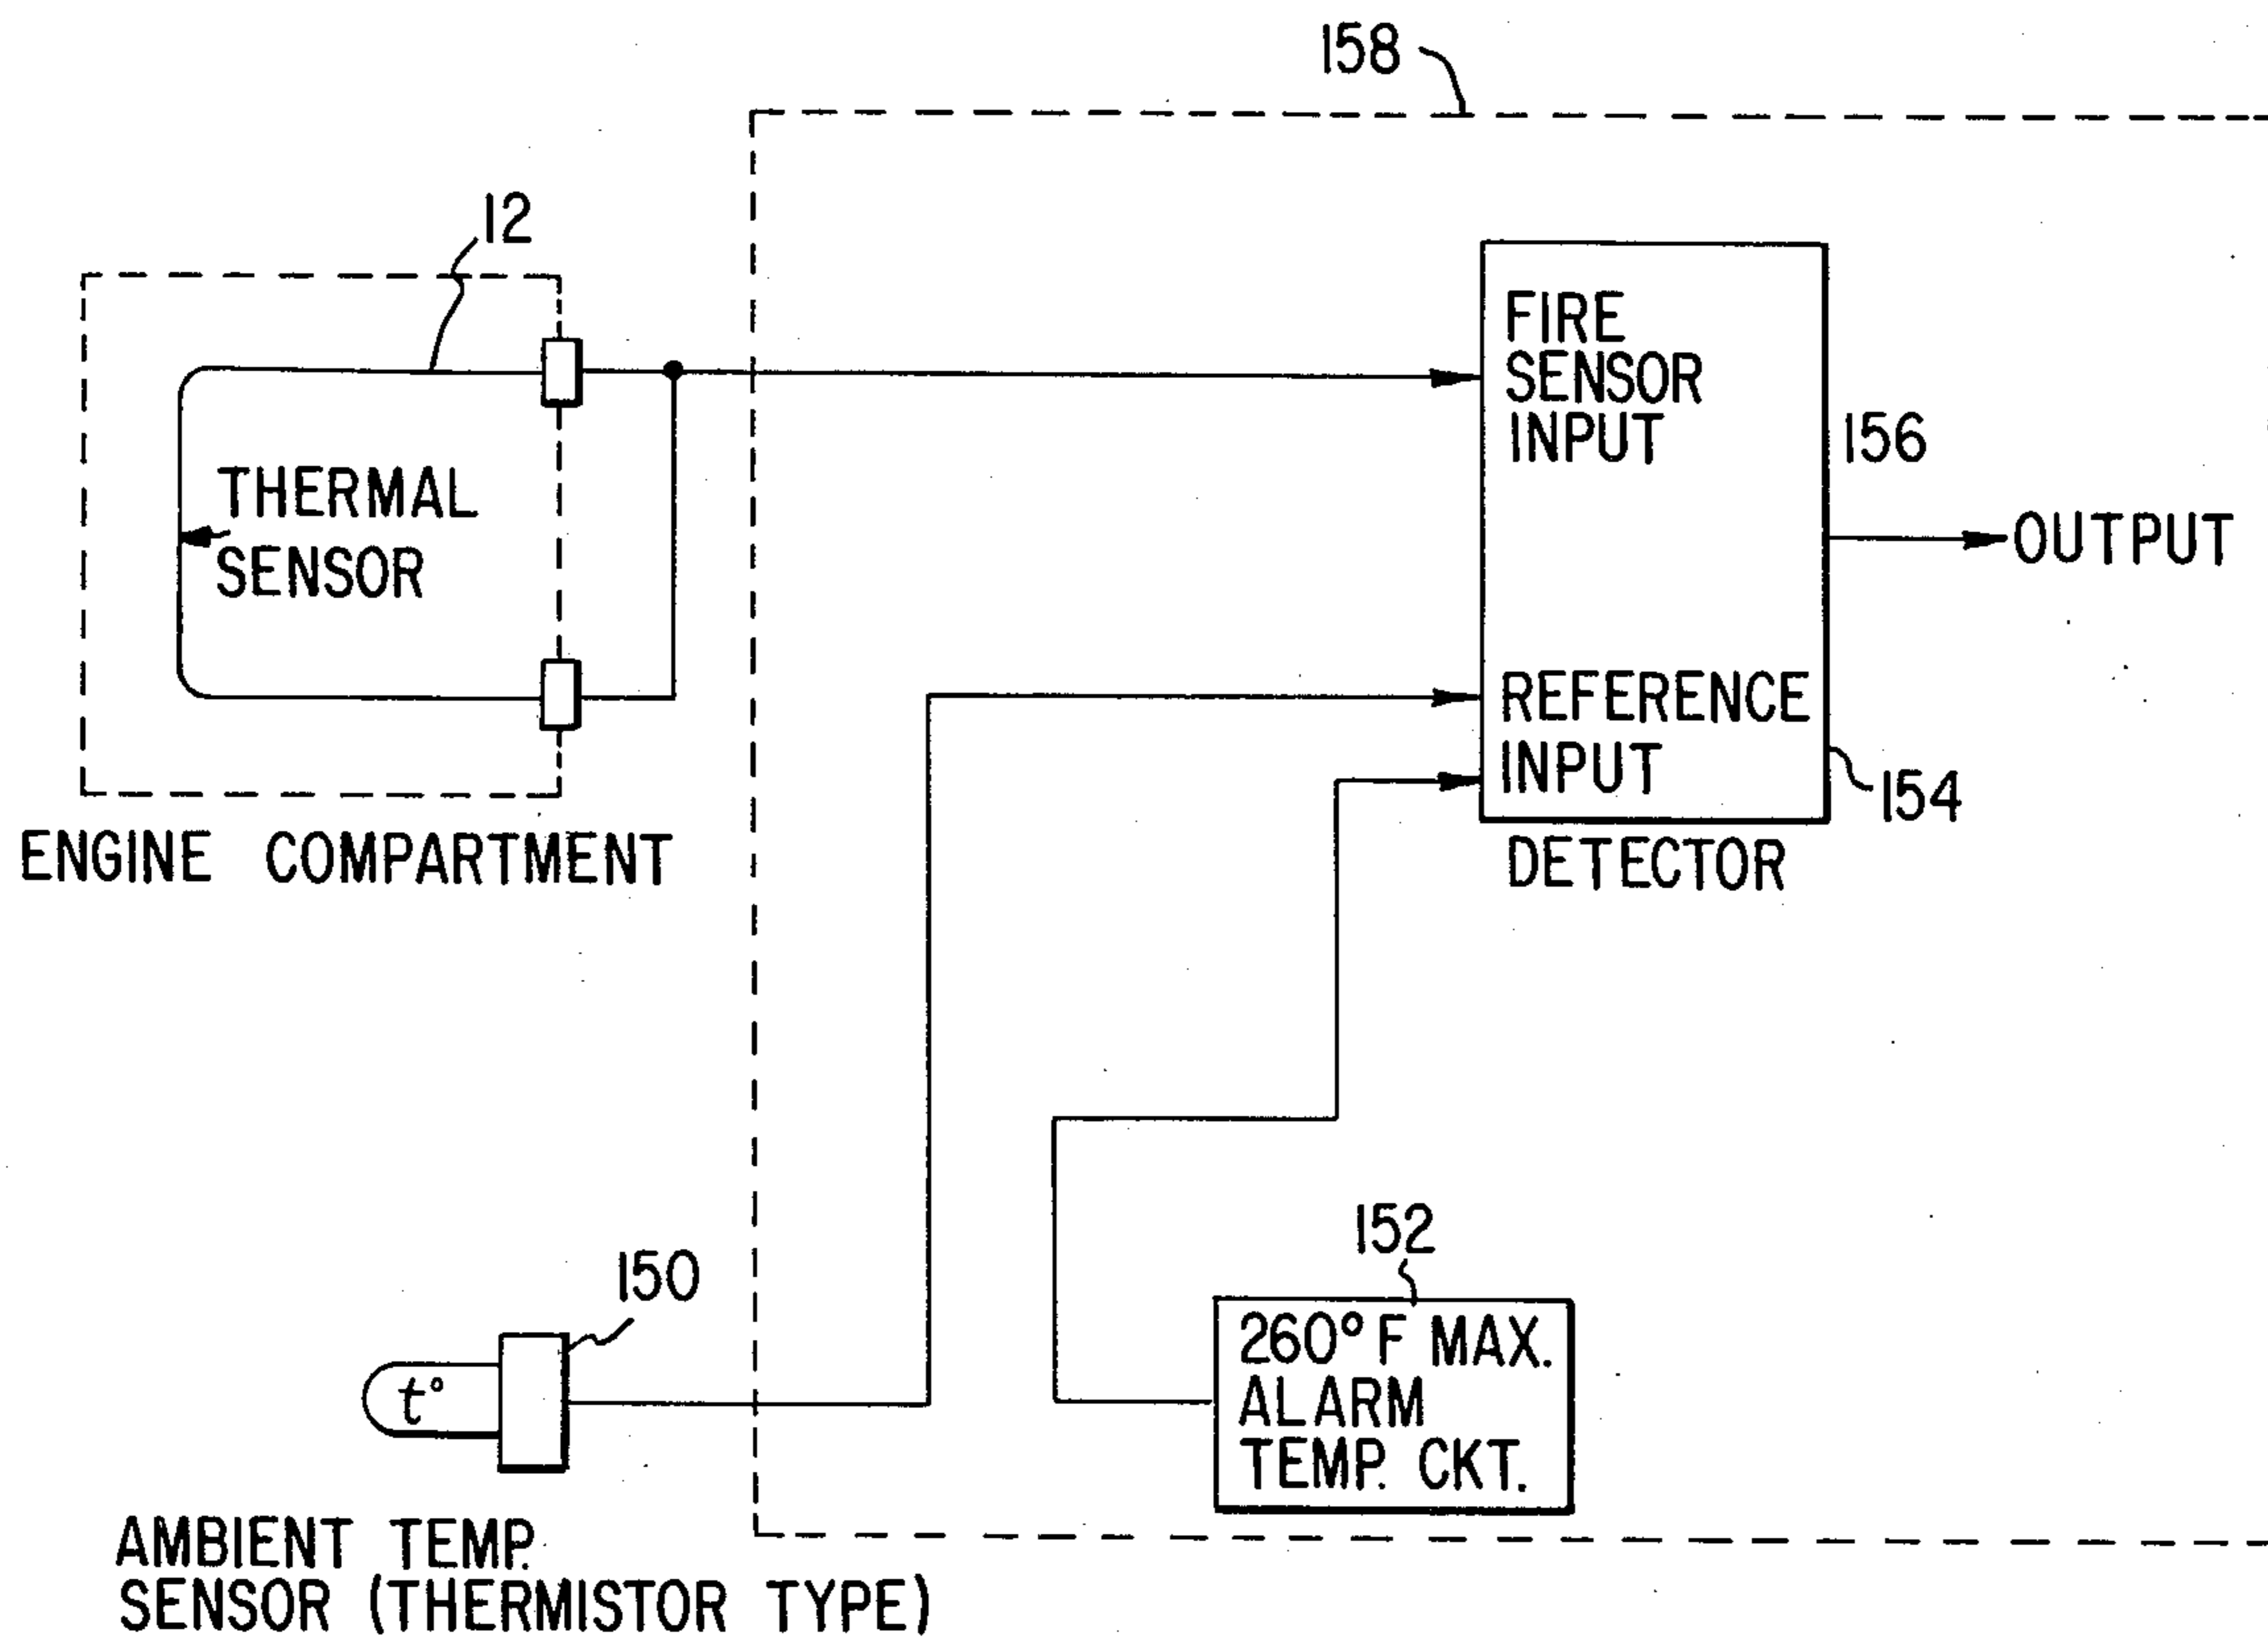 158
12
THERMAL
SENSOR
ENGINE COMPARTMENT
FIRE
SENSOR
INPUT
156
OUTPUT
REFERENCE
INPUT
154
DETECTOR
150
t°
AMBIENT TEMP.
SENSOR (THERMISTOR TYPE)
152
260° F MAX.
ALARM
TEMP. CKT.